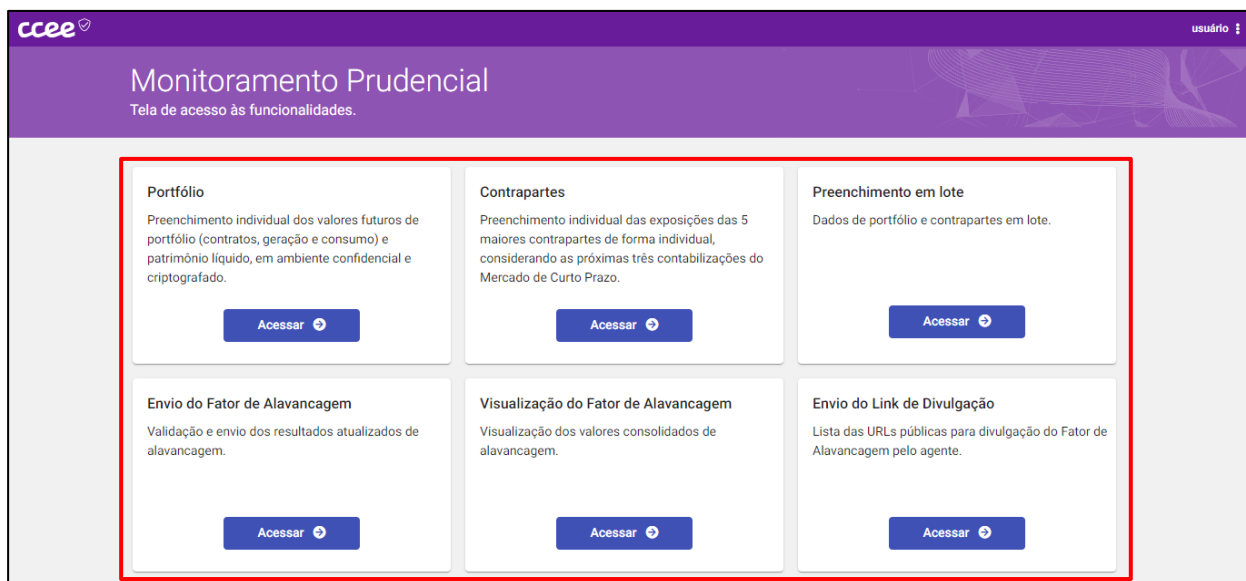 ccee
usuário
Monitoramento Prudencial
Tela de acesso às funcionalidades.
Portfólio
Preenchimento individual dos valores futuros de
portfólio (contratos, geração e consumo) e
patrimônio líquido, em ambiente confidencial e
criptografado.
Acessar
Contrapartes
Preenchimento individual das exposições das 5
maiores contrapartes de forma individual,
considerando as próximas três contabilizações do
Mercado de Curto Prazo.
Acessar
Preenchimento em lote
Dados de portfólio e contrapartes em lote.
Acessar
Envio do Fator de Alavancagem
Validação e envio dos resultados atualizados de
alavancagem.
Acessar
Visualização do Fator de Alavancagem
Visualização dos valores consolidados de
alavancagem.
Acessar
Envio do Link de Divulgação
Lista das URLs públicas para divulgação do Fator de
Alavancagem pelo agente.
Acessar